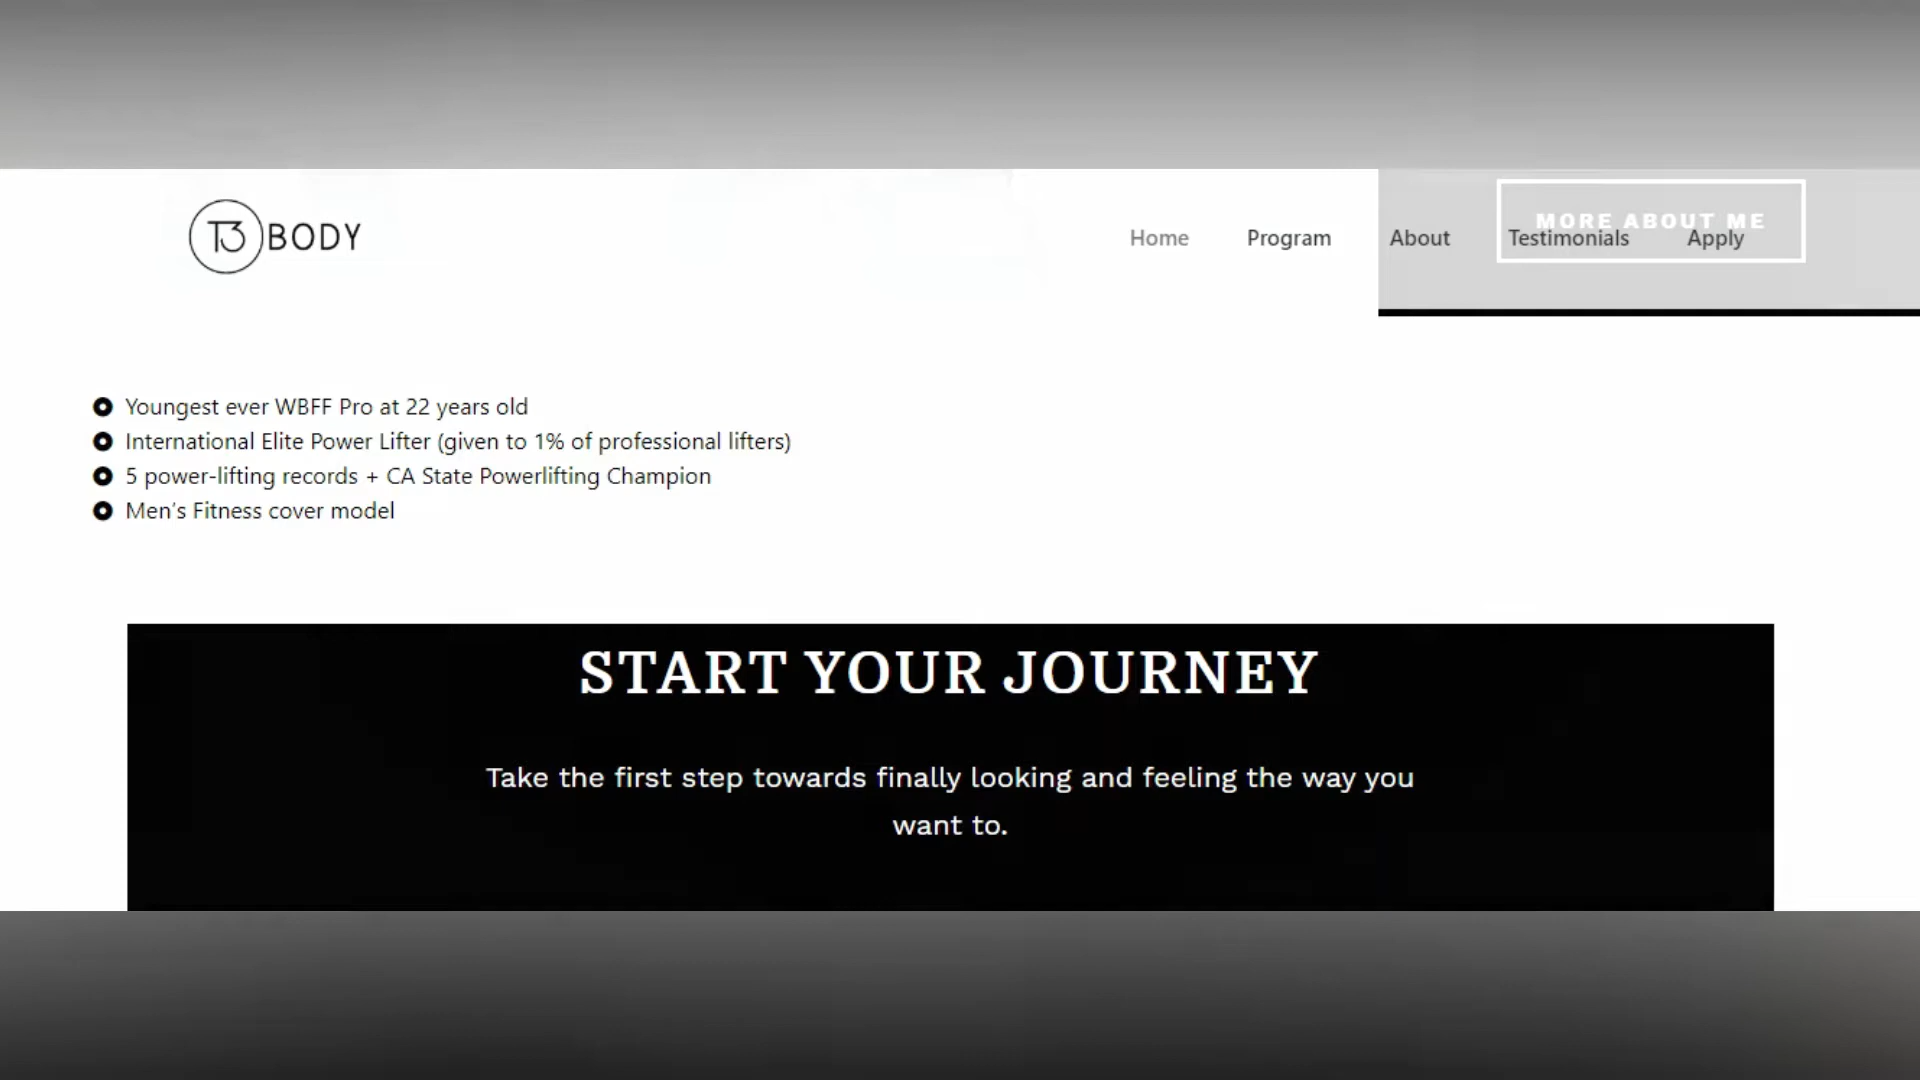 T3 BODY
Home Program About Testimonials Apply
MORE ABOUT ME
Youngest ever WBFF Pro at 22 years old
International Elite Power Lifter (given to 1% of professional lifters)
5 power-lifting records + CA State Powerlifting Champion
Men's Fitness cover model
START YOUR JOURNEY
Take the first step towards finally looking and feeling the way you
want to.